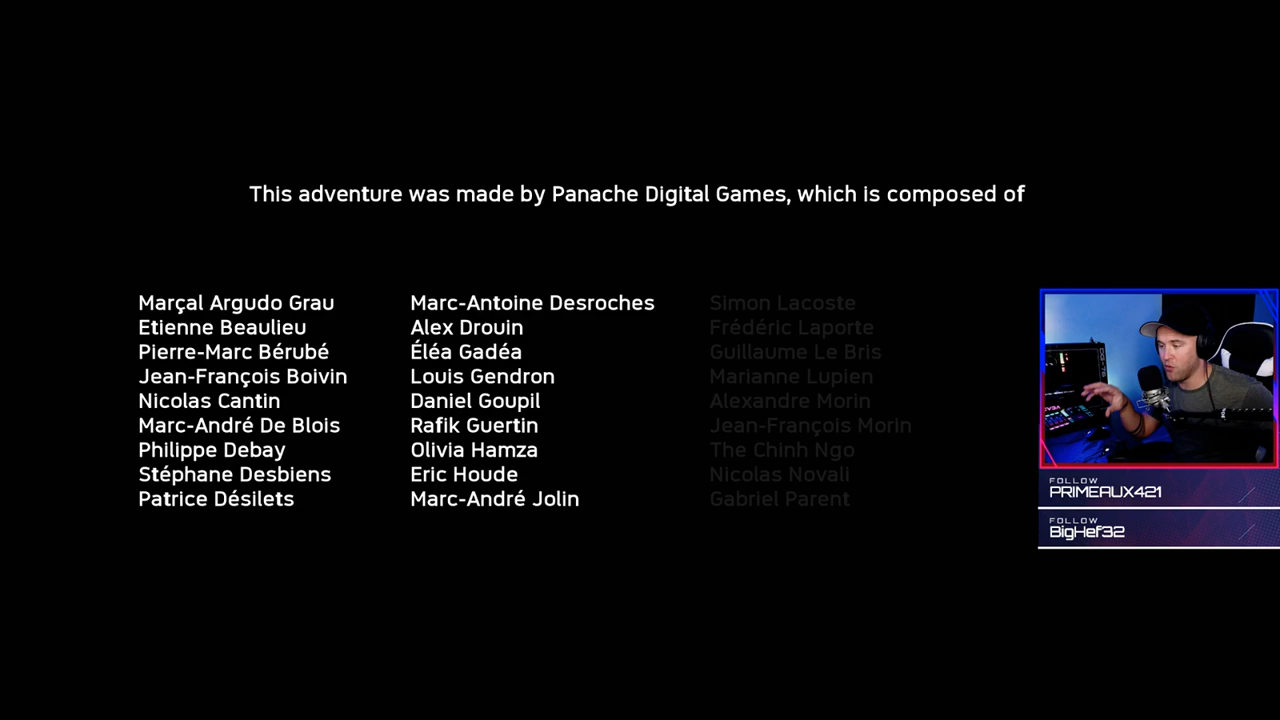 This adventure was made by Panache Digital Games, which is composed of
Marçal Argudo Grau
Etienne Beaulieu
Pierre-Marc Bérubé
Jean-François Boivin
Nicolas Cantin
Marc-André De Blois
Philippe Debay
Stéphane Desbiens
Patrice Désilets
Marc-Antoine Desroches
Alex Drouin
Éléa Gadéa
Louis Gendron
Daniel Goupil
Rafik Guertin
Olivia Hamza
Eric Houde
Marc-André Jolin
Simon Lacoste
Frédéric Laporte
Guillaume Le Bris
Marianne Lupien
Alexandre Morin
Jean-François Morin
The Chinh Ngo
Nicolas Novali
Gabriel Parent
FOLLOW
PRIMEAUX421
FOLLOW
BigHef32